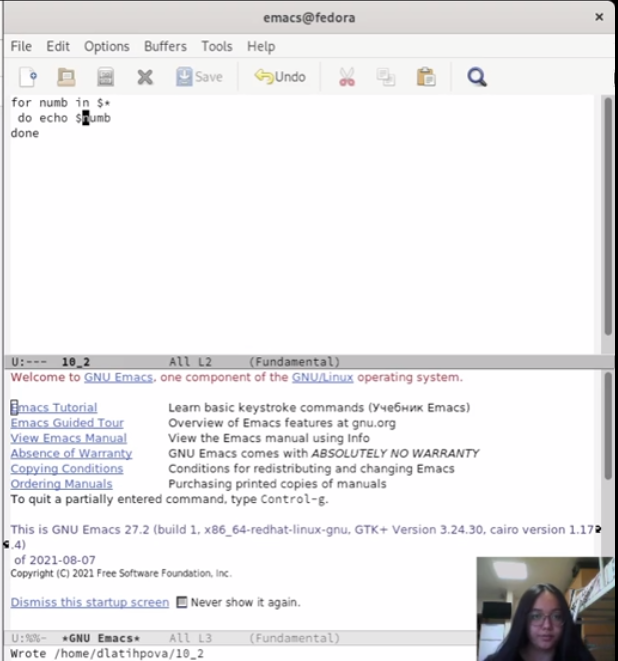 emacs@fedora ×
File Edit Options Buffers Tools Help
Save Undo
for numb in $*
 do echo $numb
done
U:--- 10_2 All L2 (Fundamental)
Welcome to GNU Emacs, one component of the GNU/Linux operating system.
Emacs Tutorial Learn basic keystroke commands (Учебник Emacs)
Emacs Guided Tour Overview of Emacs features at gnu.org
View Emacs Manual View the Emacs manual using Info
Absence of Warranty GNU Emacs comes with ABSOLUTELY NO WARRANTY
Copying Conditions Conditions for redistributing and changing Emacs
Ordering Manuals Purchasing printed copies of manuals
To quit a partially entered command, type Control-g.
This is GNU Emacs 27.2 (build 1, x86_64-redhat-linux-gnu, GTK+ Version 3.24.30, cairo version 1.17
.4)
 of 2021-08-07
Copyright (C) 2021 Free Software Foundation, Inc.
Dismiss this startup screen Never show it again.
U:%%- *GNU Emacs* All L3 (Fundamental)
Wrote /home/dlatihpova/10_2